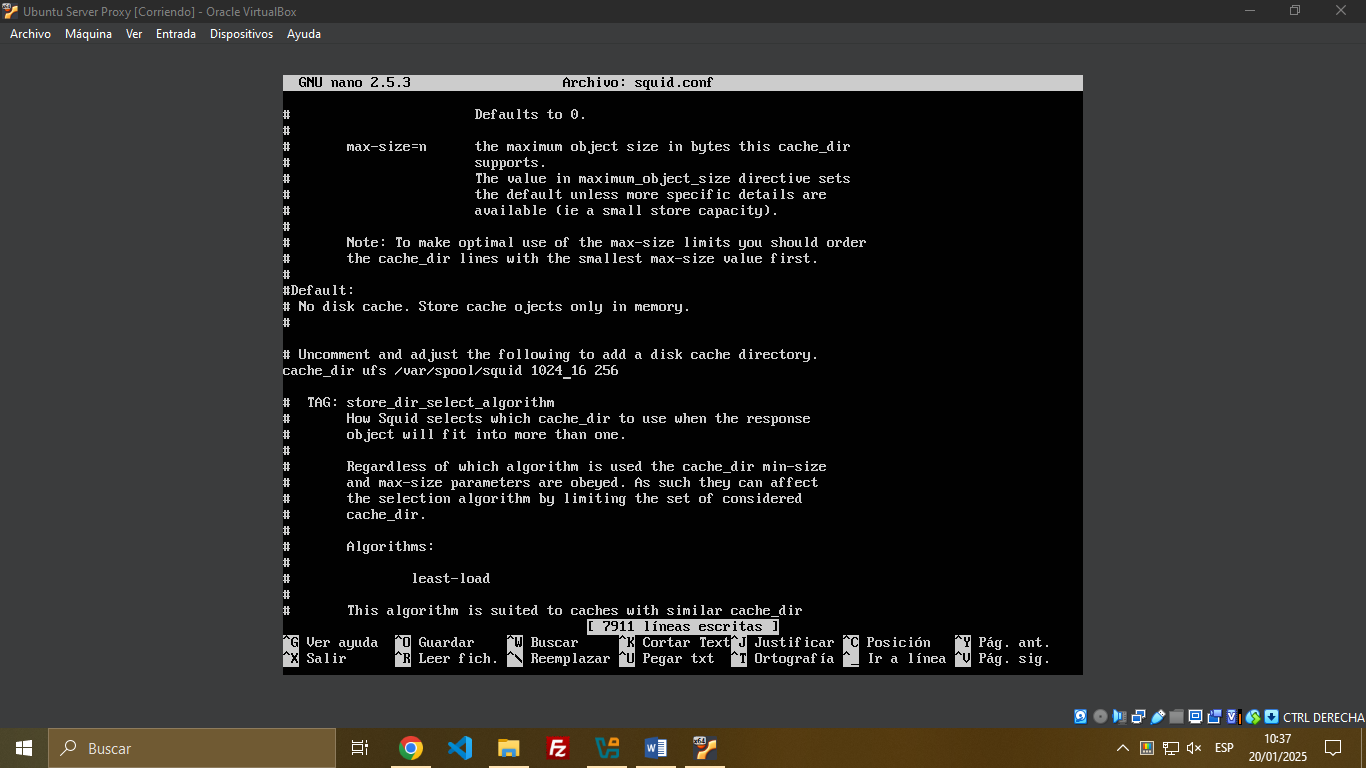 Ubuntu Server Proxy [Corriendo] - Oracle VirtualBox
Archivo Máquina Ver Entrada Dispositivos Ayuda
GNU nano 2.5.3 Archivo: squid.conf
# Defaults to 0.
#
# max-size=n the maximum object size in bytes this cache_dir
# supports.
# The value in maximum_object_size directive sets
# the default unless more specific details are
# available (ie a small store capacity).
#
# Note: To make optimal use of the max-size limits you should order
# the cache_dir lines with the smallest max-size value first.
#
#Default:
# No disk cache. Store cache ojects only in memory.
#
# Uncomment and adjust the following to add a disk cache directory.
cache_dir ufs /var/spool/squid 1024 16 256
# TAG: store_dir_select_algorithm
# How Squid selects which cache_dir to use when the response
# object will fit into more than one.
#
# Regardless of which algorithm is used the cache_dir min-size
# and max-size parameters are obeyed. As such they can affect
# the selection algorithm by limiting the set of considered
# cache_dir.
#
# Algorithms:
#
# least-load
#
# This algorithm is suited to caches with similar cache_dir
[ 7911 líneas escritas ]
^G Ver ayuda ^O Guardar ^W Buscar ^K Cortar Text ^J Justificar ^C Posición ^Y Pág. ant.
^X Salir ^R Leer fich. ^\ Reemplazar ^U Pegar txt ^T Ortografía ^_ Ir a línea ^V Pág. sig.
CTRL DERECHA
Buscar
ESP
10:37
20/01/2025